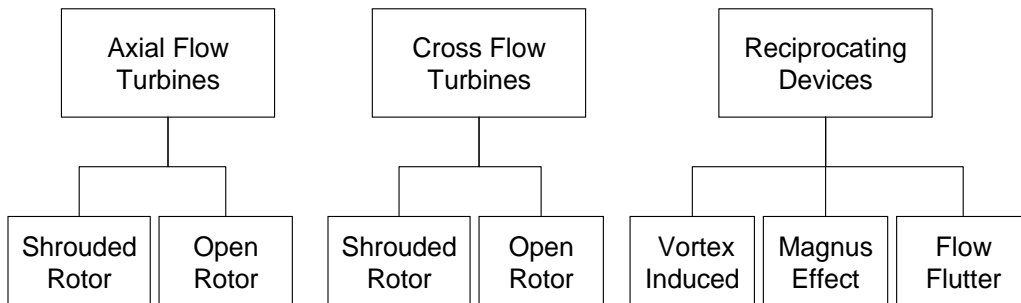 Axial Flow
Turbines
Cross Flow
Turbines
Reciprocating
Devices
Shrouded
Rotor
Open
Rotor
Shrouded
Rotor
Open
Rotor
Vortex
Induced
Magnus
Effect
Flow
Flutter